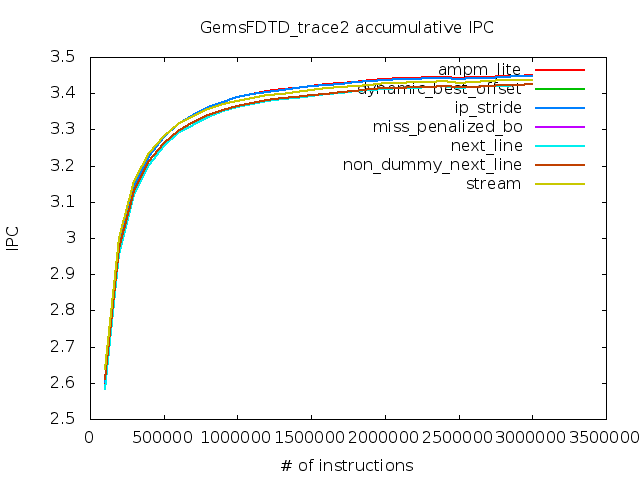 GemsFDTD_trace2 accumulative IPC
3.5
3.4
3.3
3.2
3.1
3
2.9
2.8
2.7
2.6
2.5
IPC
ampm_lite
dynamic_best_offset
ip_stride
miss_penalized_bo
next_line
non_dummy_next_line
stream
0 500000 1000000 1500000 2000000 2500000 3000000 3500000
# of instructions